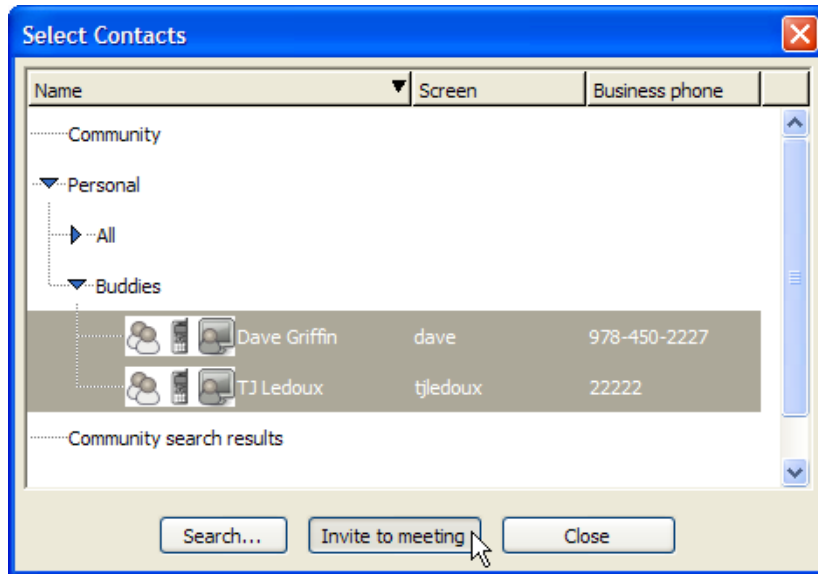 Select Contacts
Name Screen Business phone
Community
Personal
All
Buddies
Dave Griffin dave 978-450-2227
TJ Ledoux tjledoux 22222
Community search results
Search... Invite to meeting Close